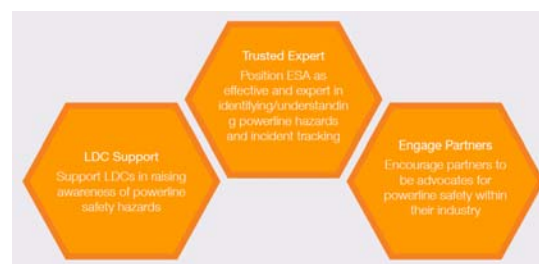 Trusted Expert
Position ESA as
effective and expert in
identifying/understandin
g powerline hazards
and incident tracking
LDC Support
Support LDCs in raising
awareness of powerline
safety hazards
Engage Partners
Encourage partners to
be advocates for
powerline safety within
their industry